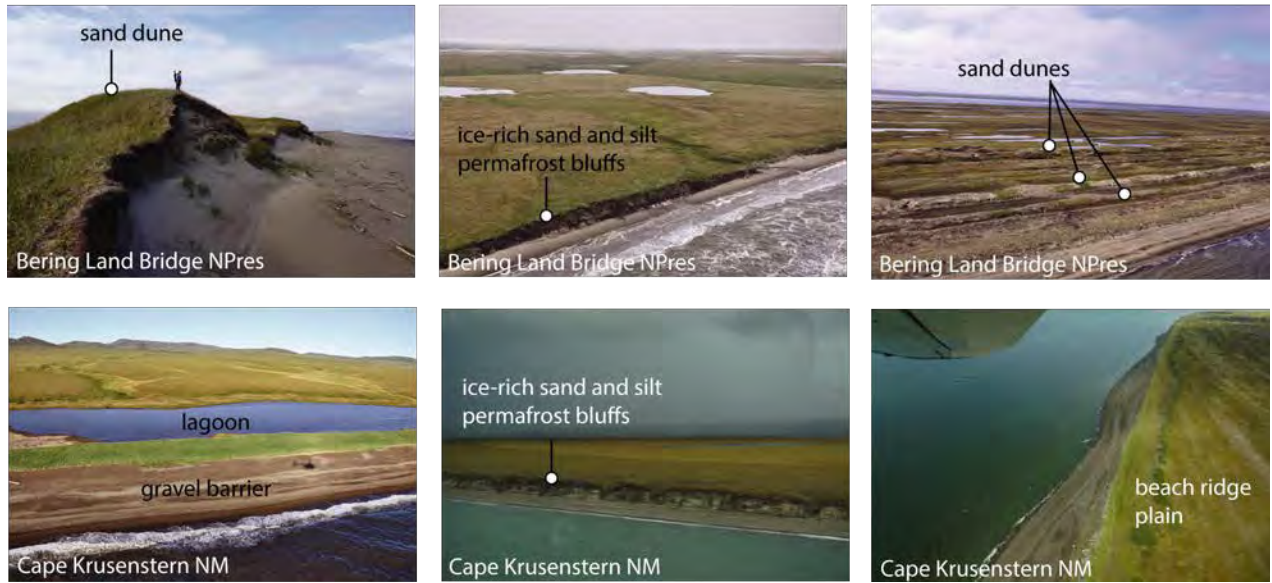 sand dune
Bering Land Bridge NPres
ice-rich sand and silt
permafrost bluffs
Bering Land Bridge NPres
sand dunes
Bering Land Bridge NPres
lagoon
gravel barrier
Cape Krusenstern NM
ice-rich sand and silt
permafrost bluffs
Cape Krusenstern NM
beach ridge
plain
Cape Krusenstern NM